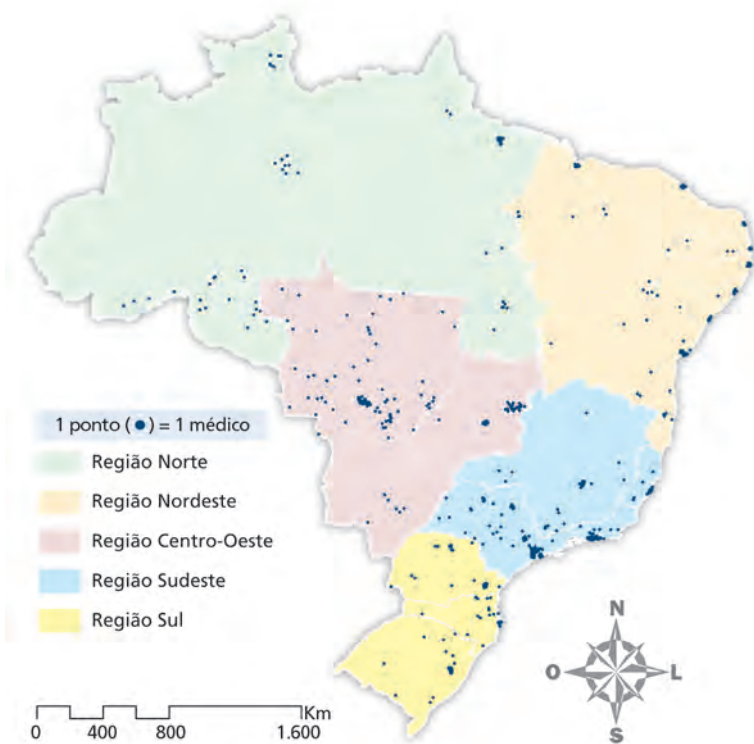 1 ponto (●) = 1 médico
Região Norte
Região Nordeste
Região Centro-Oeste
Região Sudeste
Região Sul
N
O L
S
Km
0 400 800 1.600